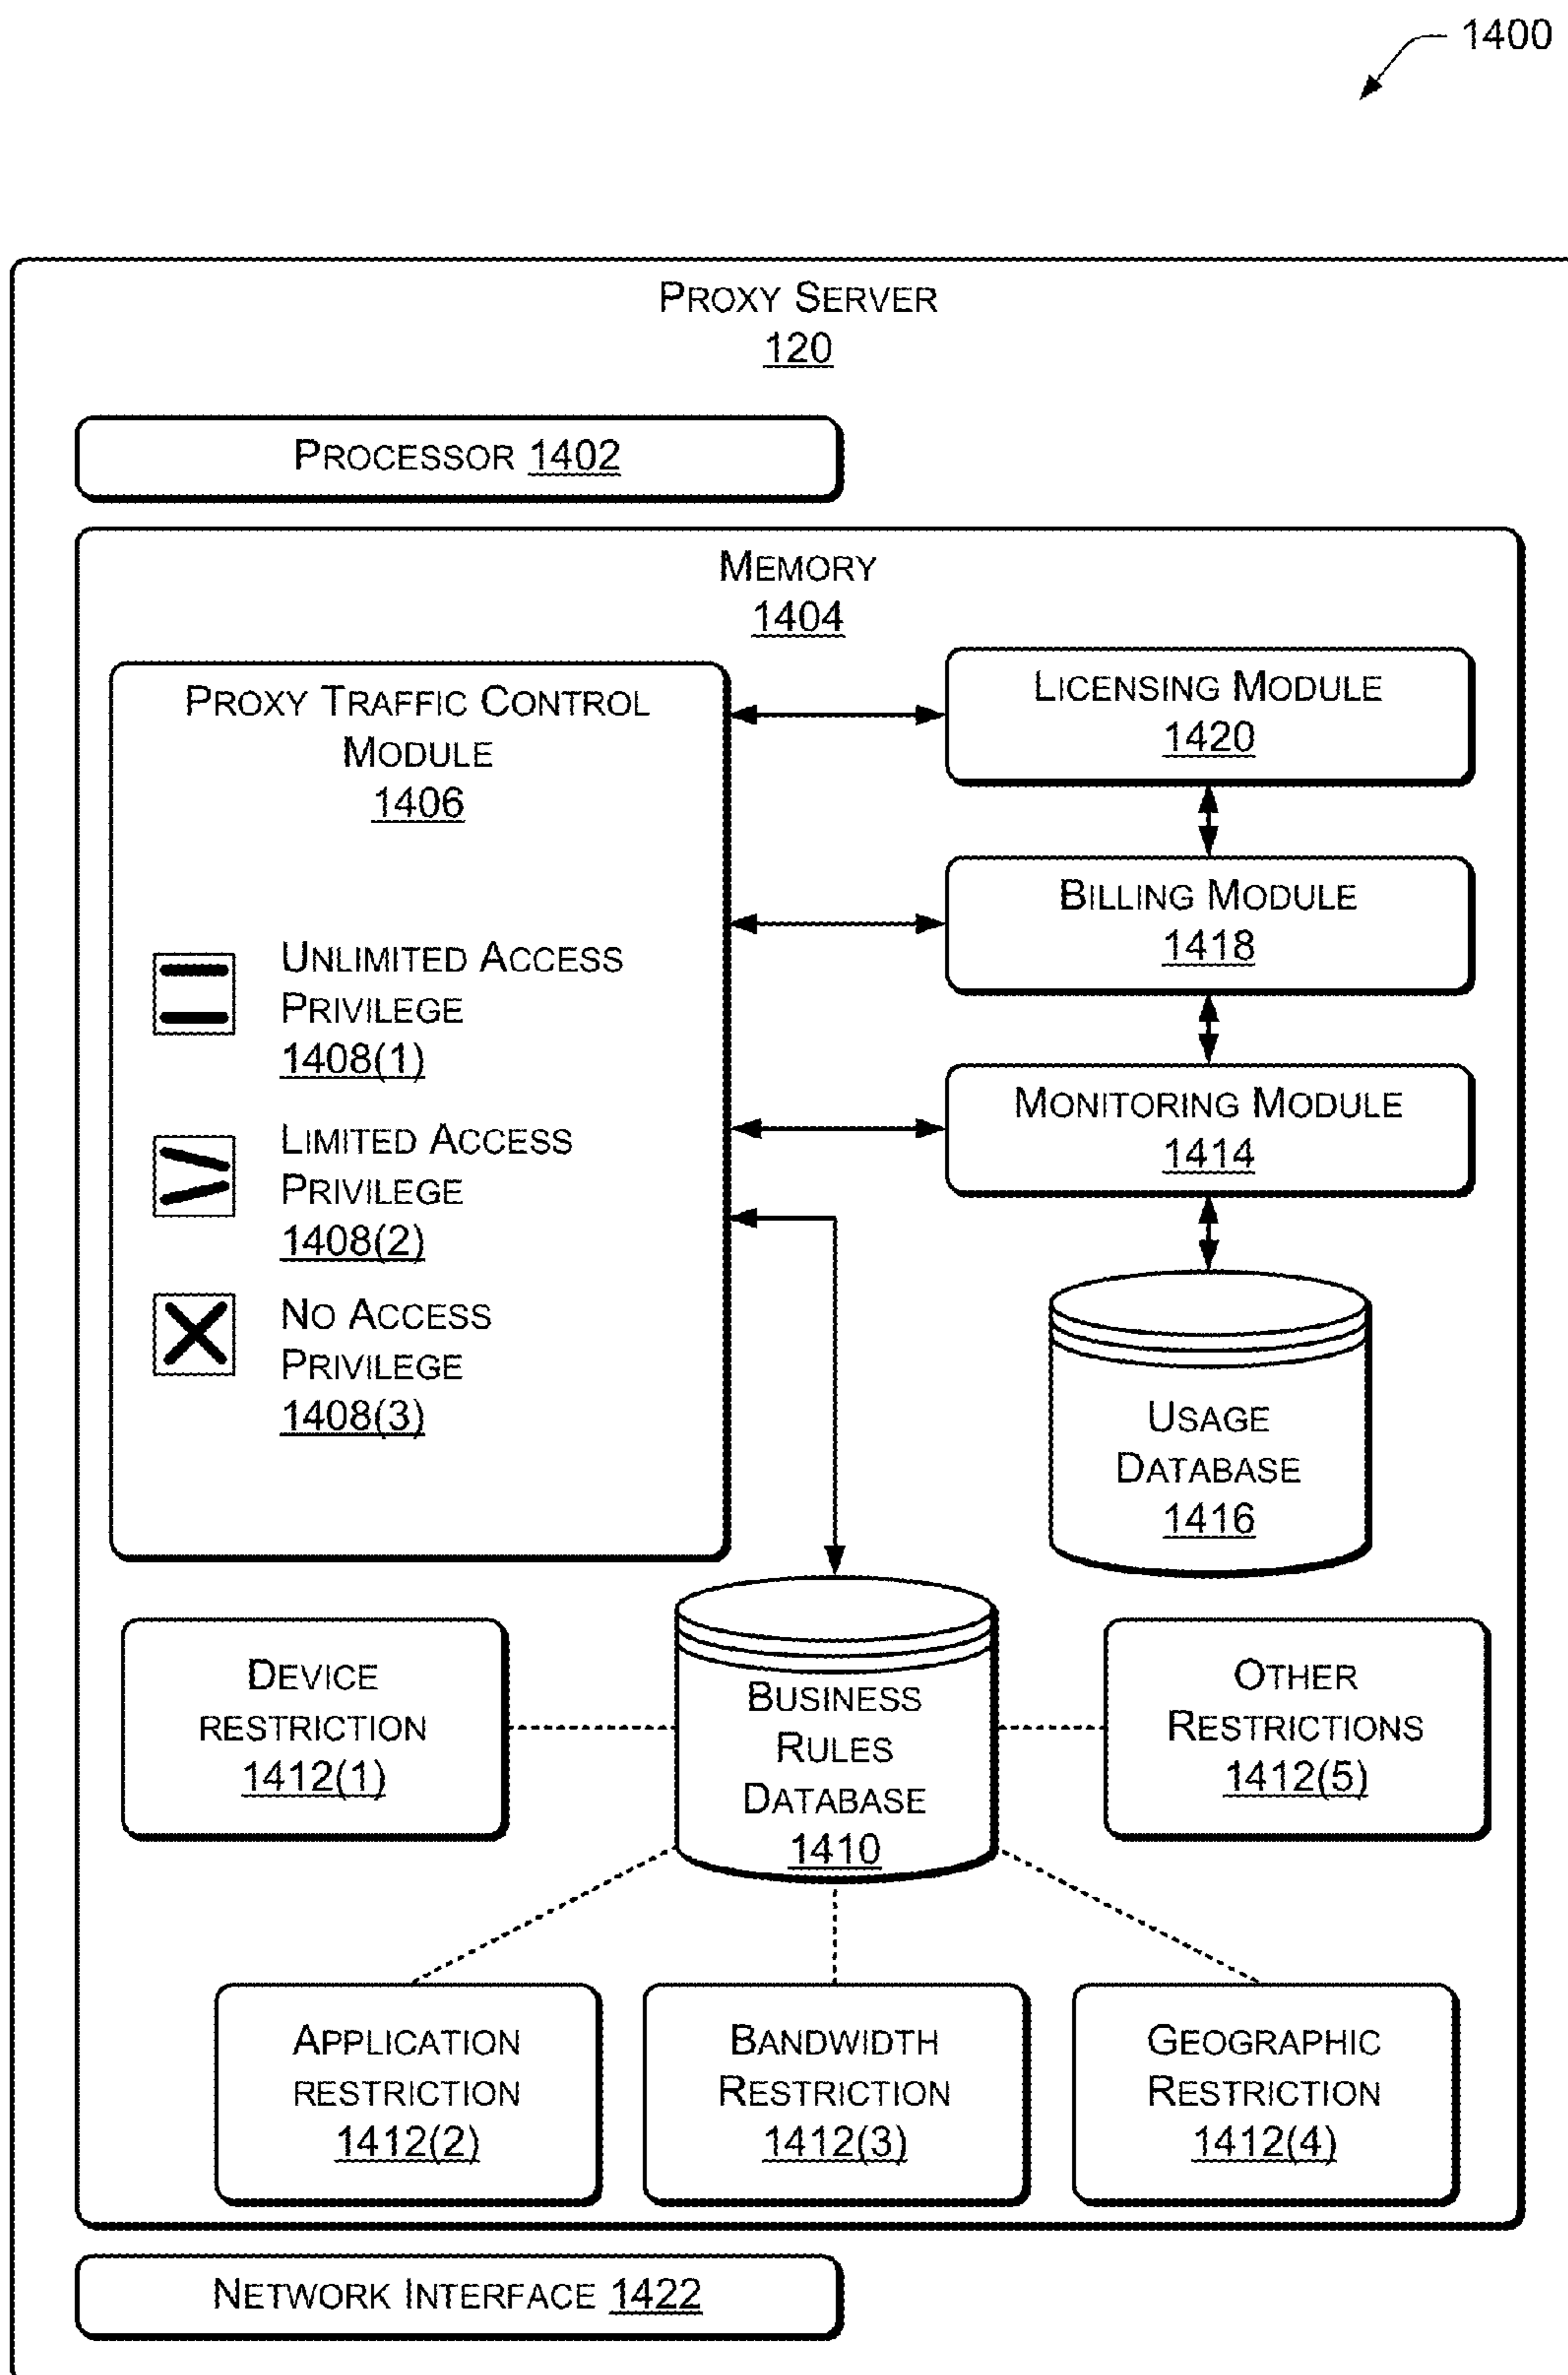 1400
PROXY SERVER
120
PROCESSOR 1402
MEMORY
1404
PROXY TRAFFIC CONTROL
MODULE
1406
UNLIMITED ACCESS
PRIVILEGE
1408(1)
LIMITED ACCESS
PRIVILEGE
1408(2)
NO ACCESS
PRIVILEGE
1408(3)
LICENSING MODULE
1420
BILLING MODULE
1418
MONITORING MODULE
1414
USAGE
DATABASE
1416
DEVICE
RESTRICTION
1412(1)
BUSINESS
RULES
DATABASE
1410
OTHER
RESTRICTIONS
1412(5)
APPLICATION
RESTRICTION
1412(2)
BANDWIDTH
RESTRICTION
1412(3)
GEOGRAPHIC
RESTRICTION
1412(4)
NETWORK INTERFACE 1422